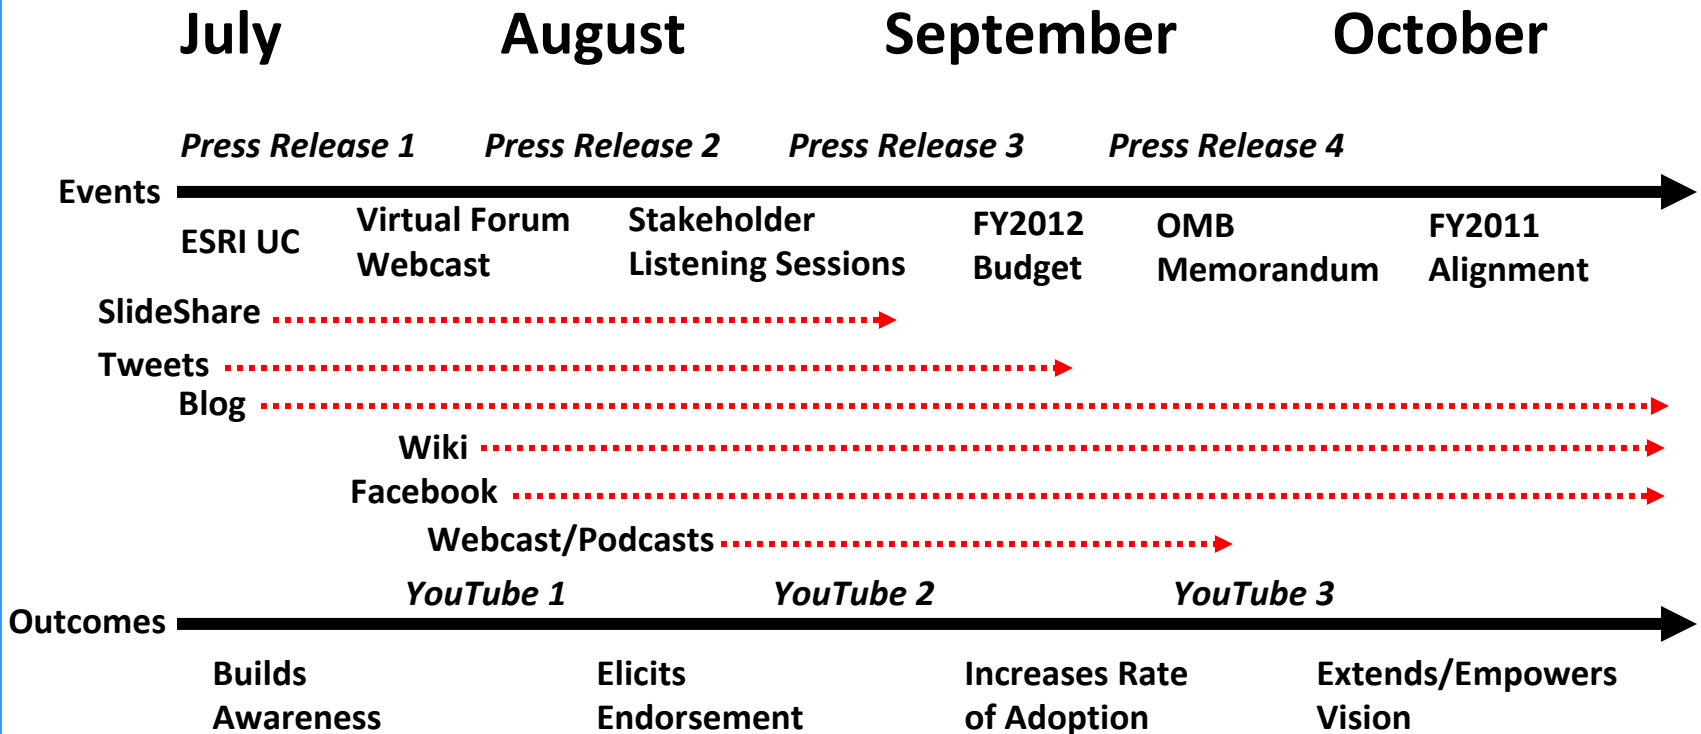 July August September October
Press Release 1 Press Release 2 Press Release 3 Press Release 4
Events
ESRI UC
Virtual Forum
Webcast
Stakeholder
Listening Sessions
FY2012
Budget
OMB
Memorandum
FY2011
Alignment
SlideShare
Tweets
Blog
Wiki
Facebook
Webcast/Podcasts
YouTube 1 YouTube 2 YouTube 3
Outcomes
Builds
Awareness
Elicits
Endorsement
Increases Rate
of Adoption
Extends/Empowers
Vision